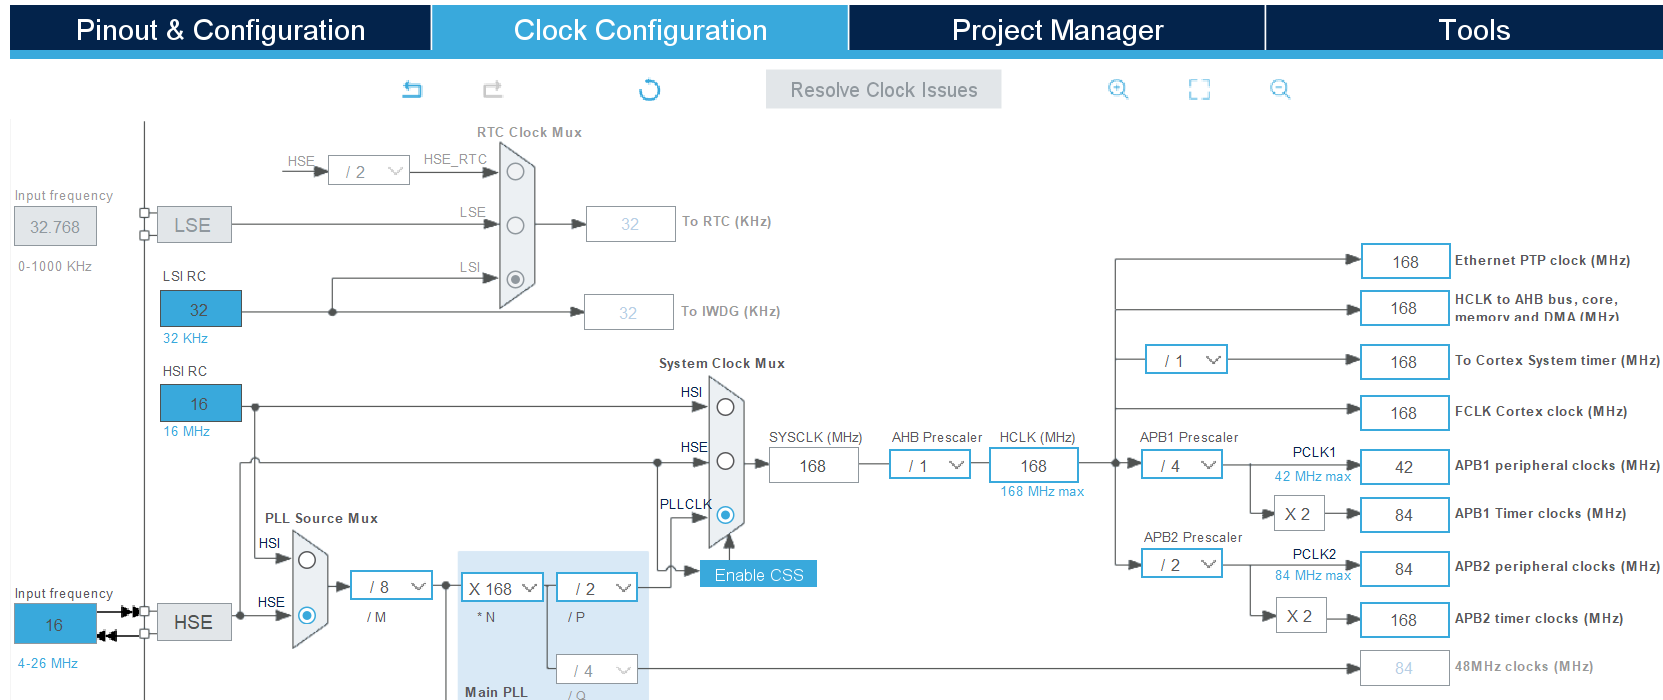 Pinout & Configuration
Clock Configuration
Project Manager
Tools
Resolve Clock Issues
RTC Clock Mux
HSE
/ 2
HSE_RTC
Input frequency
32.768
LSE
LSE
32
To RTC (KHz)
0-1000 KHz
LSI RC
LSI
32
32 KHz
32
To IWDG (KHz)
168
Ethernet PTP clock (MHz)
168
HCLK to AHB bus, core,
memory and DMA (MHz)
/ 1
168
To Cortex System timer (MHz)
HSI RC
16
16 MHz
System Clock Mux
HSI
168
FCLK Cortex clock (MHz)
HSE
SYSCLK (MHz)
168
AHB Prescaler
/ 1
HCLK (MHz)
168
168 MHz max
APB1 Prescaler
/ 4
PCLK1
42 MHz max
42
APB1 peripheral clocks (MHz)
X 2
84
APB1 Timer clocks (MHz)
PLLCLK
PLL Source Mux
HSI
HSE
APB2 Prescaler
/ 2
PCLK2
84 MHz max
84
APB2 peripheral clocks (MHz)
Enable CSS
Input frequency
16
4-26 MHz
HSE
/ 8
/ M
X 168
* N
/ 2
/ P
X 2
168
APB2 timer clocks (MHz)
/ 4
/ Q
84
48MHz clocks (MHz)
Main PLL